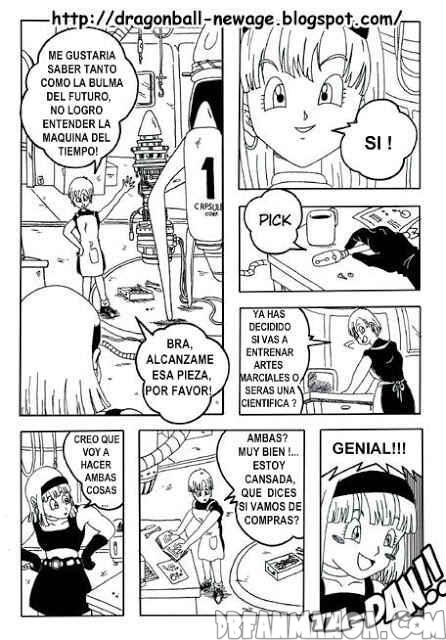 http://dragonball-newage.blogspot.com/
ME GUSTARIA
SABER TANTO
COMO LA BULMA
DEL FUTURO,
NO LOGRO
ENTENDER LA
MAQUINA DEL
TIEMPO!
1
CAPSULE
CORP.
BRA,
ALCANZAME
ESA PIEZA,
POR FAVOR!
SI !
PICK
YA HAS
DECIDIDO
SI VAS A
ENTRENAR
ARTES
MARCIALES O
SERAS UNA
CIENTIFICA ?
CREO QUE
VOY A
HACER
AMBAS
COSAS
AMBAS?
MUY BIEN !...
ESTOY
CANSADA,
QUE DICES
SI VAMOS DE
COMPRAS?
GENIAL!!!
DAN!!